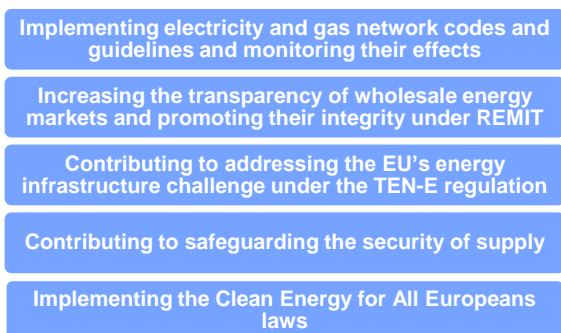 Implementing electricity and gas network codes and
guidelines and monitoring their effects
Increasing the transparency of wholesale energy
markets and promoting their integrity under REMIT
Contributing to addressing the EU's energy
infrastructure challenge under the TEN-E regulation
Contributing to safeguarding the security of supply
Implementing the Clean Energy for All Europeans
laws